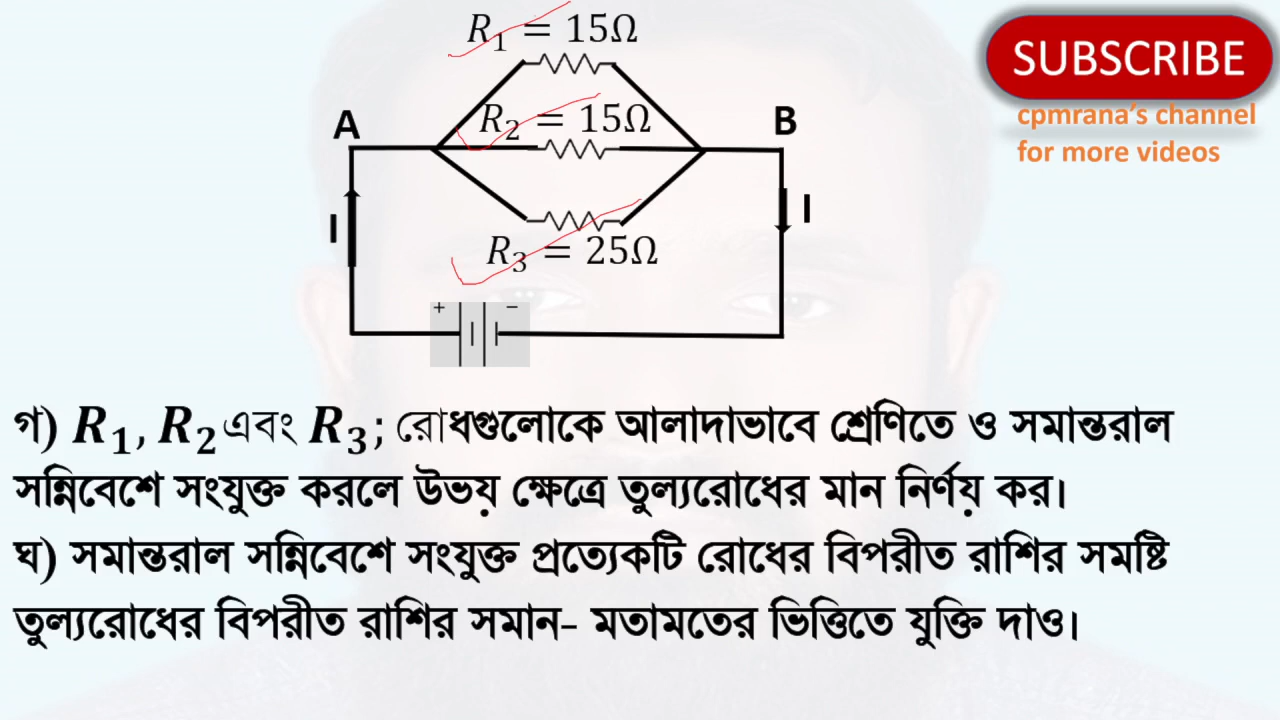 R₁ = 15Ω
SUBSCRIBE
cpmrana's channel
for more videos
A
R₂ = 15Ω
B
I
I
R₃ = 25Ω
+ −
গ) R₁, R₂ এবং R₃; রোধগুলোকে আলাদাভাবে শ্রেণিতে ও সমান্তরাল
সন্নিবেশে সংযুক্ত করলে উভয় ক্ষেত্রে তুল্যরোধের মান নির্ণয় কর।
ঘ) সমান্তরাল সন্নিবেশে সংযুক্ত প্রত্যেকটি রোধের বিপরীত রাশির সমষ্টি
তুল্যরোধের বিপরীত রাশির সমান– মতামতের ভিত্তিতে যুক্তি দাও।